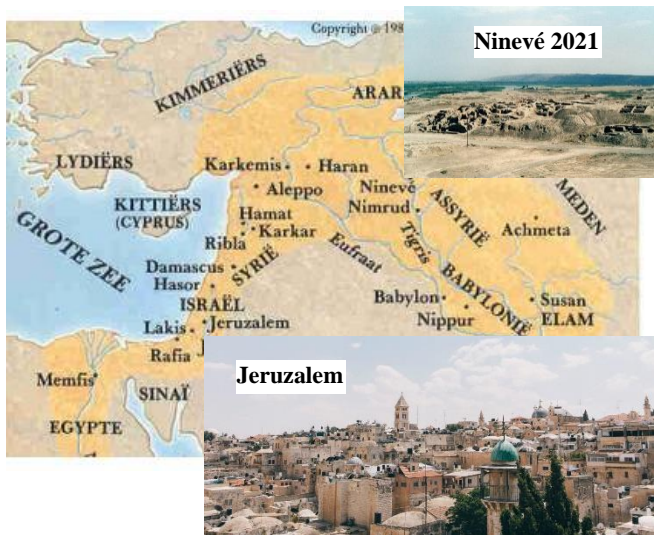 Copyright © 198
Ninevé 2021
KIMMERIËRS
ARAR
LYDIËRS
Karkemis
Haran
Aleppo
Ninevé
MEDEN
KITTIËRS
(CYPRUS)
Nimrud
ASSYRIË
Hamat
Karkar
Achmeta
GROTE ZEE
Ribla
Eufraat
Tigris
SYRIË
Damascus
Hasor
BABYLONIË
ISRAËL
Babylon
Susan
Nippur
ELAM
Lakis
Jeruzalem
Rafia
Memfis
SINAÏ
Jeruzalem
EGYPTE